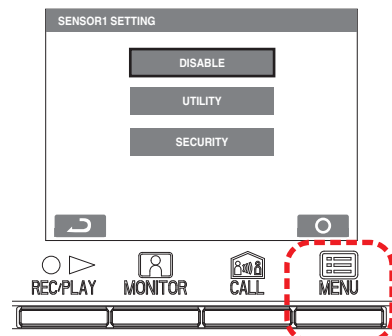 SENSOR1 SETTING
DISABLE
UTILITY
SECURITY
REC/PLAY MONITOR CALL MENU